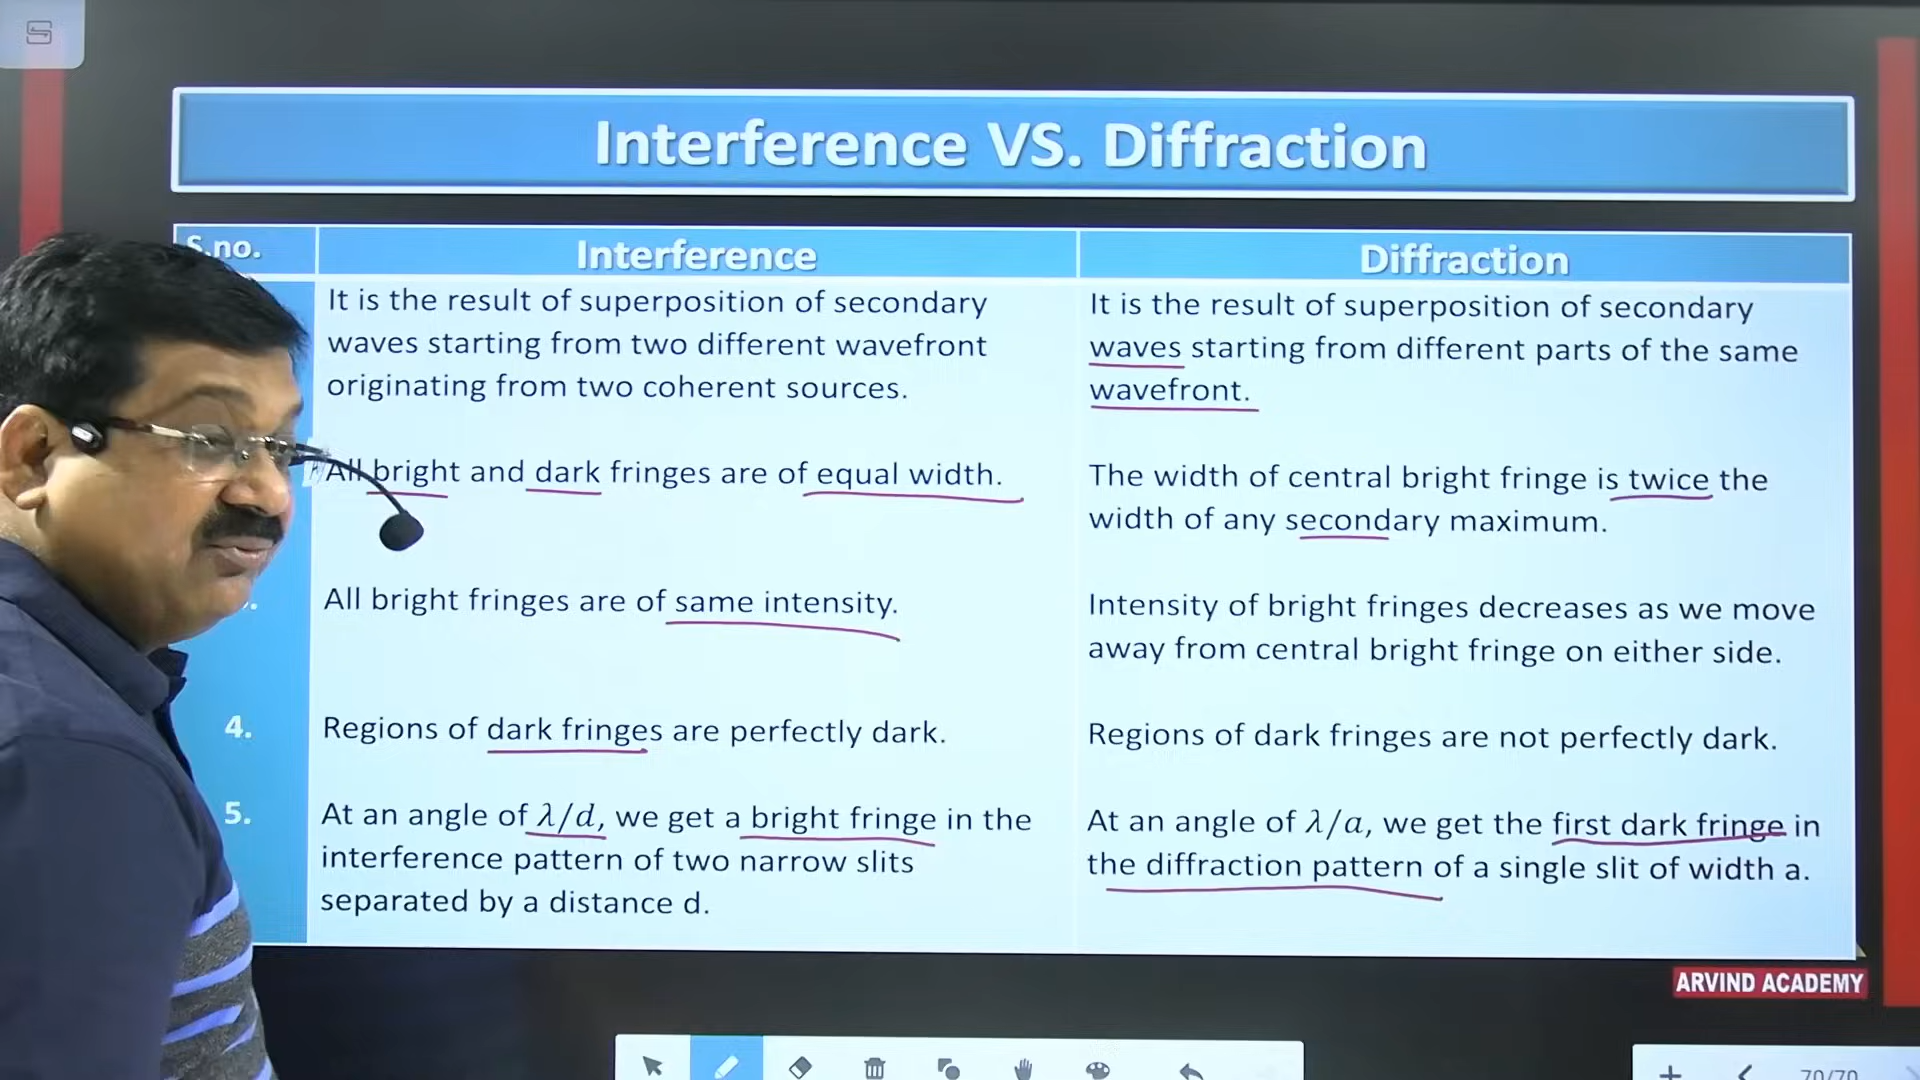 Interference VS. Diffraction
S.no. Interference Diffraction
It is the result of superposition of secondary
waves starting from two different wavefront
originating from two coherent sources.
It is the result of superposition of secondary
waves starting from different parts of the same
wavefront.
All bright and dark fringes are of equal width.
The width of central bright fringe is twice the
width of any secondary maximum.
All bright fringes are of same intensity.
Intensity of bright fringes decreases as we move
away from central bright fringe on either side.
4. Regions of dark fringes are perfectly dark.
Regions of dark fringes are not perfectly dark.
5. At an angle of λ/d, we get a bright fringe in the
interference pattern of two narrow slits
separated by a distance d.
At an angle of λ/a, we get the first dark fringe in
the diffraction pattern of a single slit of width a.
ARVIND ACADEMY
70/70